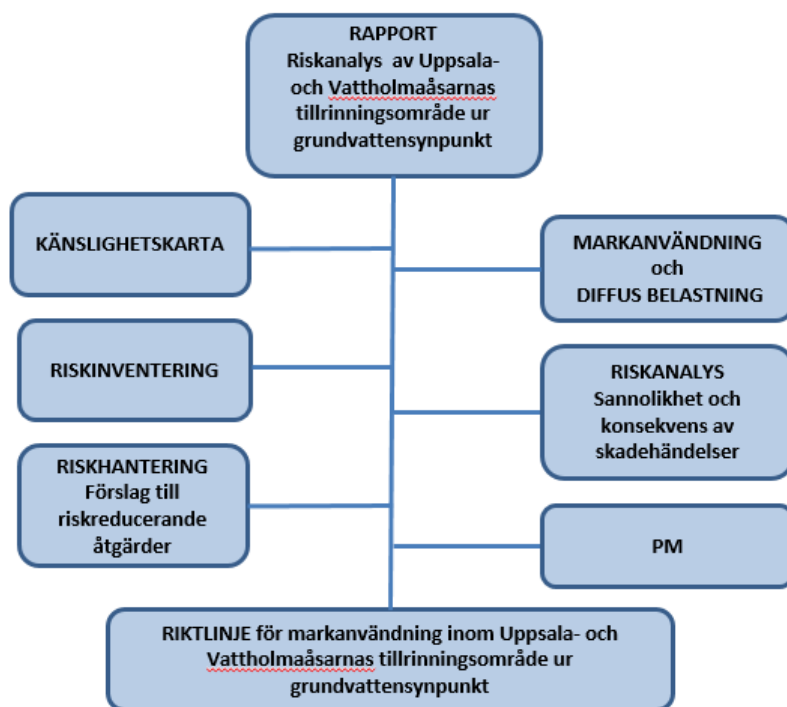 RAPPORT
Riskanalys av Uppsala-
och Vattholmaåsarnas
tillrinningsområde ur
grundvattensynpunkt
KÄNSLIGHETSKARTA
MARKANVÄNDNING
och
DIFFUS BELASTNING
RISKINVENTERING
RISKANALYS
Sannolikhet och
konsekvens av
skadehändelser
RISKHANTERING
Förslag till
riskreducerande
åtgärder
PM
RIKTLINJE för markanvändning inom Uppsala- och
Vattholmaåsarnas tillrinningsområde ur
grundvattensynpunkt